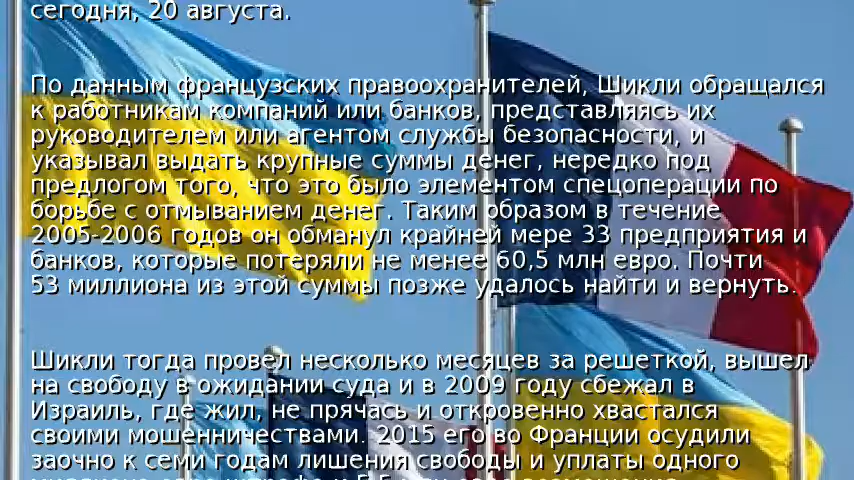 сегодня, 20 августа.
По данным французских правоохранителей, Шикли обращался
к работникам компаний или банков, представляясь их
руководителем или агентом службы безопасности, и
указывал выдать крупные суммы денег, нередко под
предлогом того, что это было элементом спецоперации по
борьбе с отмыванием денег. Таким образом в течение
2005-2006 годов он обманул крайней мере 33 предприятия и
банков, которые потеряли не менее 60,5 млн евро. Почти
53 миллиона из этой суммы позже удалось найти и вернуть.
Шикли тогда провел несколько месяцев за решеткой, вышел
на свободу в ожидании суда и в 2009 году сбежал в
Израиль, где жил, не прячась и откровенно хвастался
своими мошенничествами. 2015 его во Франции осудили
заочно к семи годам лишения свободы и уплаты одного